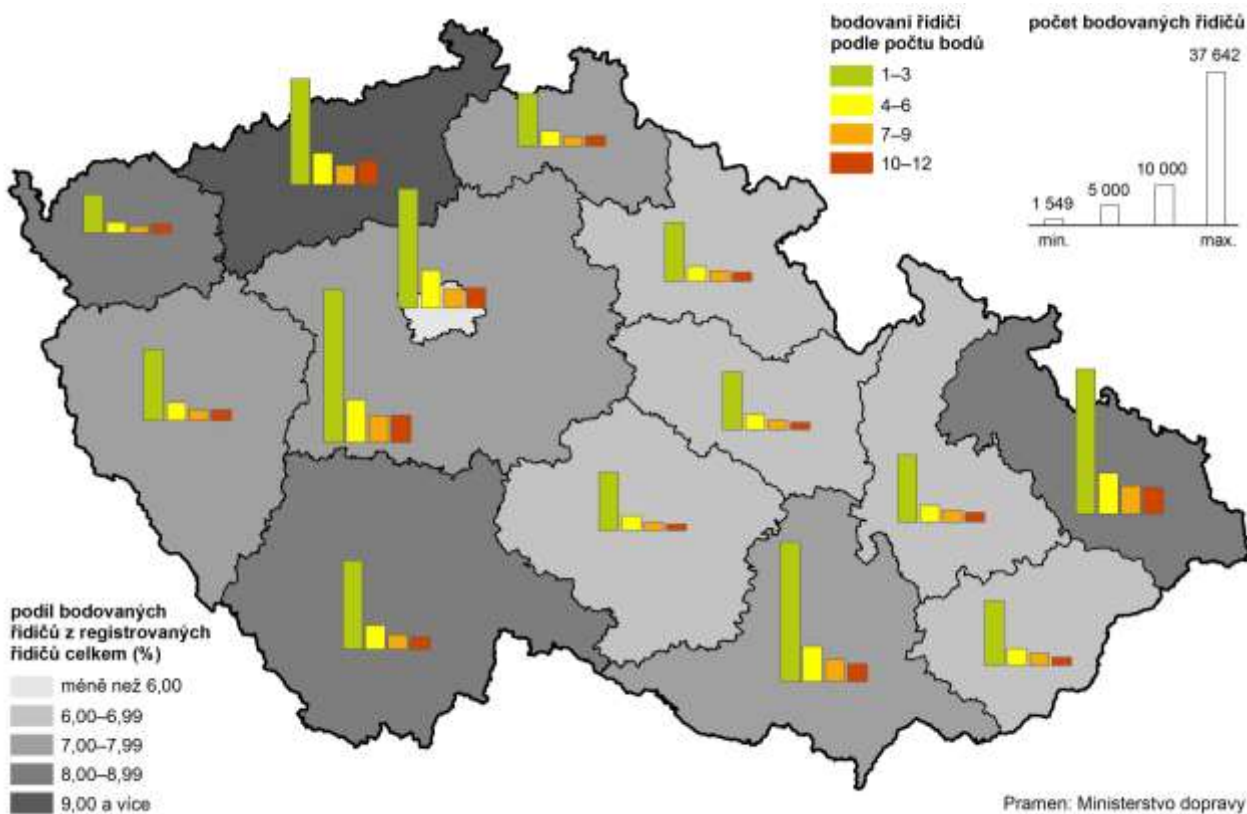 bodovaní řidiči
podle počtu bodů
1–3
4–6
7–9
10–12
počet bodovaných řidičů
37 642
10 000
5 000
1 549
min.
max.
podíl bodovaných
řidičů z registrovaných
řidičů celkem (%)
méně než 6,00
6,00–6,99
7,00–7,99
8,00–8,99
9,00 a více
Pramen: Ministerstvo dopravy